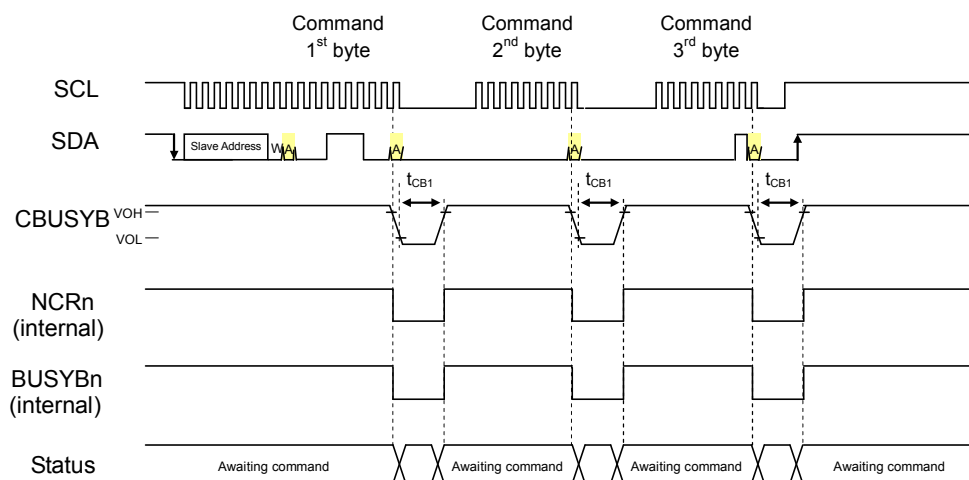 Command
1st byte
Command
2nd byte
Command
3rd byte
SCL
SDA
Slave Address
W
A
A
A
A
tCB1
tCB1
tCB1
CBUSYB
VOH
VOL
NCRn
(internal)
BUSYBn
(internal)
Status
Awaiting command
Awaiting command
Awaiting command
Awaiting command